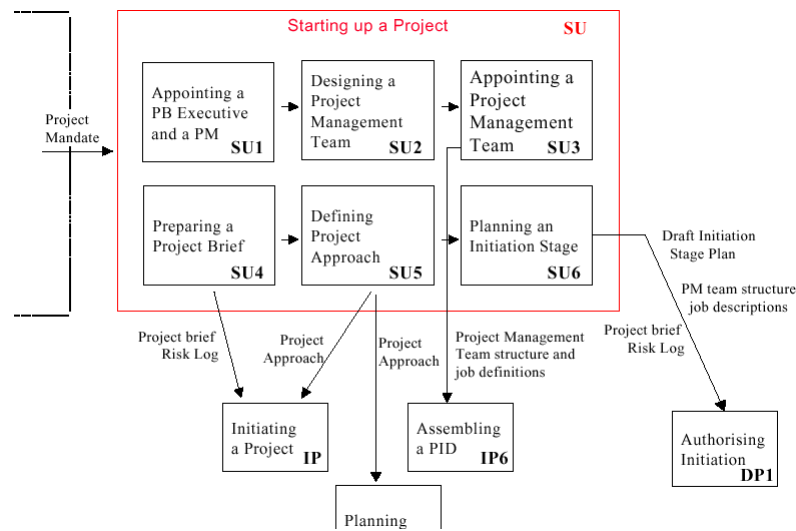 Starting up a Project
SU
Project
Mandate
Appointing a
PB Executive
and a PM
SU1
Designing a
Project
Management
Team
SU2
Appointing a
Project
Management
Team
SU3
Preparing a
Project Brief
SU4
Defining
Project
Approach
SU5
Planning an
Initiation Stage
SU6
Draft Initiation
Stage Plan
PM team structure
job descriptions
Project brief
Risk Log
Project brief
Risk Log
Project
Approach
Project
Approach
Project Management
Team structure and
job definitions
Initiating
a Project
IP
Assembling
a PID
IP6
Authorising
Initiation
DP1
Planning